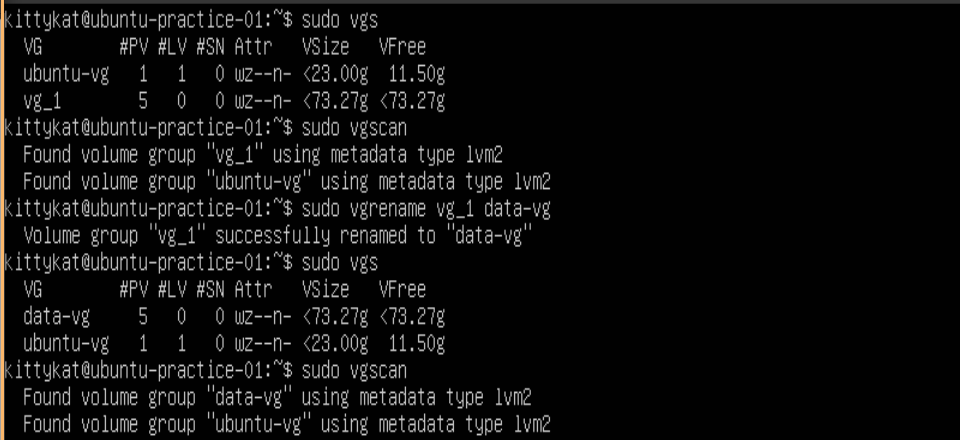 kittykat@ubuntu-practice-01:~$ sudo vgs
  VG        #PV #LV #SN Attr   VSize   VFree
  ubuntu-vg   1   1   0 wz--n- <23.00g  11.50g
  vg_1        5   0   0 wz--n- <73.27g <73.27g
kittykat@ubuntu-practice-01:~$ sudo vgscan
  Found volume group "vg_1" using metadata type lvm2
  Found volume group "ubuntu-vg" using metadata type lvm2
kittykat@ubuntu-practice-01:~$ sudo vgrename vg_1 data-vg
  Volume group "vg_1" successfully renamed to "data-vg"
kittykat@ubuntu-practice-01:~$ sudo vgs
  VG        #PV #LV #SN Attr   VSize   VFree
  data-vg     5   0   0 wz--n- <73.27g <73.27g
  ubuntu-vg   1   1   0 wz--n- <23.00g  11.50g
kittykat@ubuntu-practice-01:~$ sudo vgscan
  Found volume group "data-vg" using metadata type lvm2
  Found volume group "ubuntu-vg" using metadata type lvm2